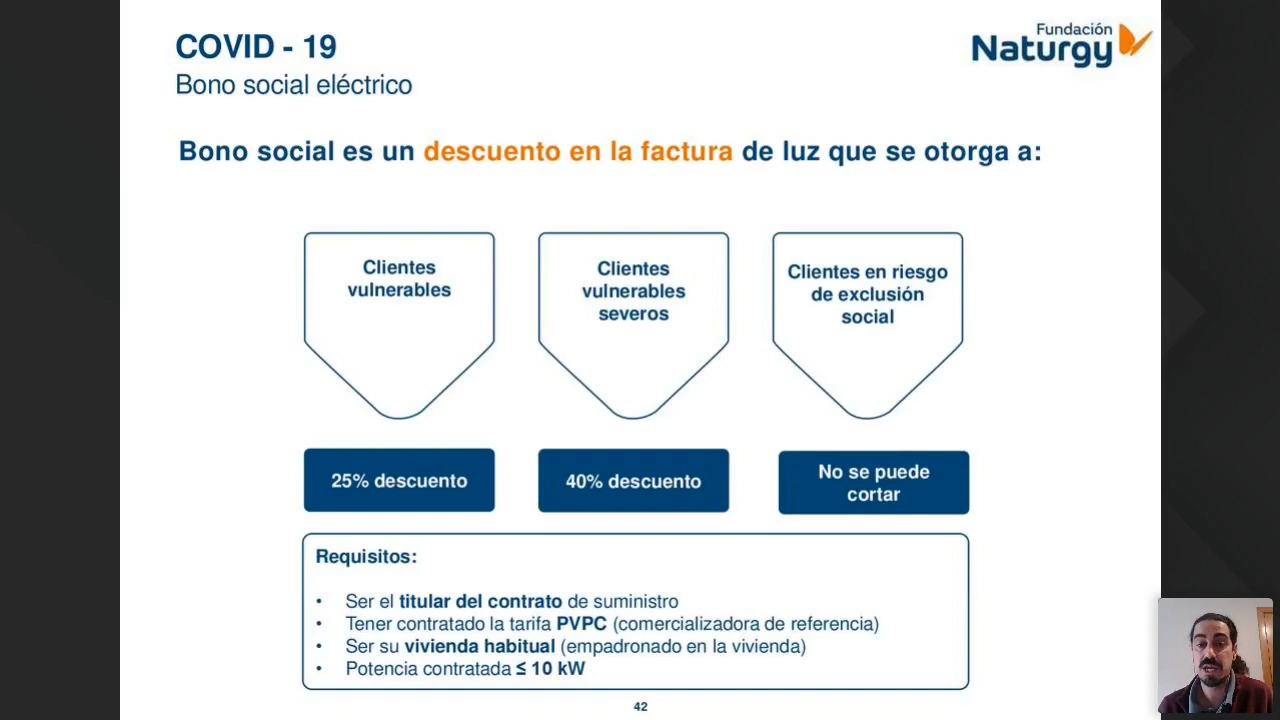 COVID - 19
Bono social eléctrico
Fundación
Naturgy
Bono social es un descuento en la factura de luz que se otorga a:
Clientes
vulnerables
Clientes
vulnerables
severos
Clientes en riesgo
de exclusión
social
25% descuento
40% descuento
No se puede
cortar
Requisitos:
• Ser el titular del contrato de suministro
• Tener contratado la tarifa PVPC (comercializadora de referencia)
• Ser su vivienda habitual (empadronado en la vivienda)
• Potencia contratada ≤ 10 kW
42